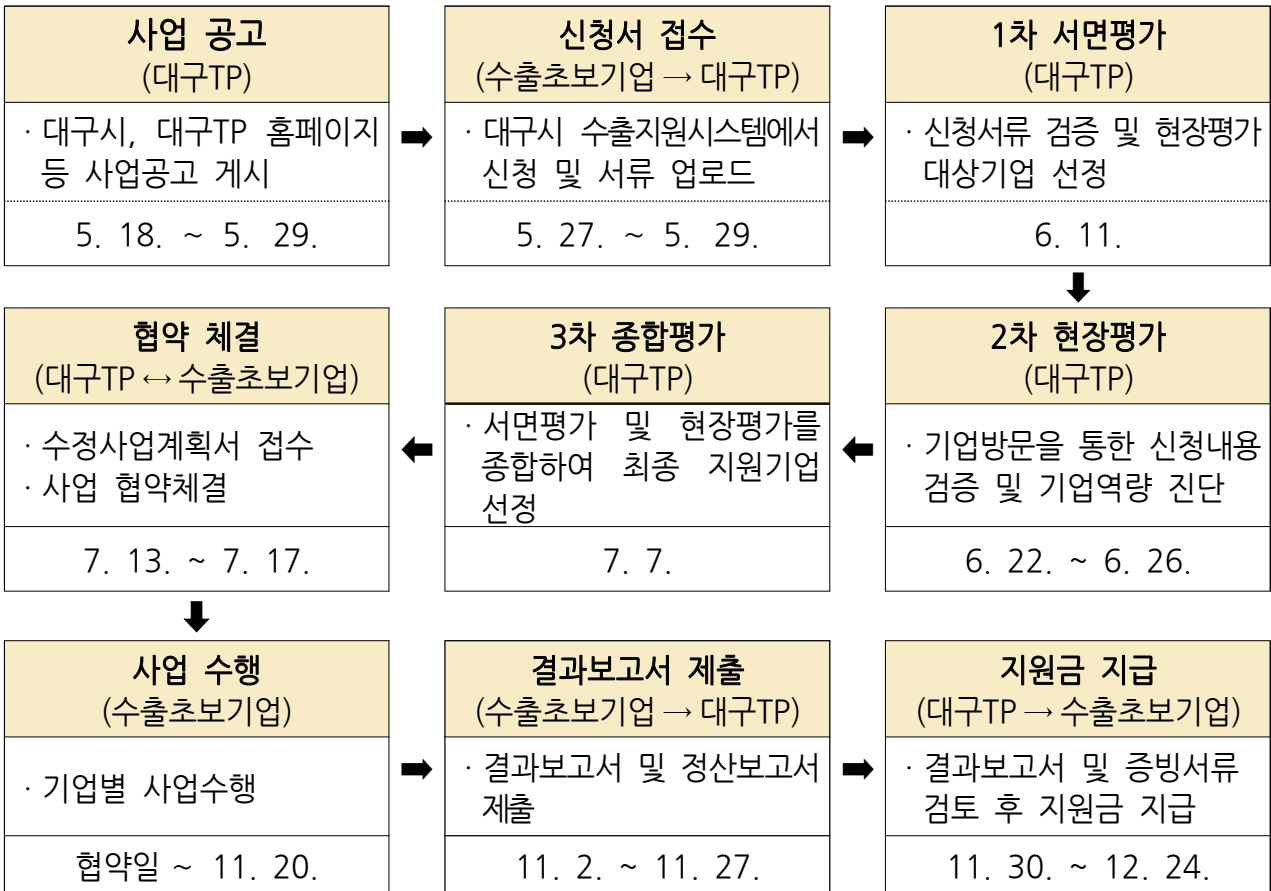 사업 공고
(대구TP)
· 대구시, 대구TP 홈페이지
등 사업공고 게시
5. 18. ~ 5. 29.
➡
신청서 접수
(수출초보기업 → 대구TP)
· 대구시 수출지원시스템에서
신청 및 서류 업로드
5. 27. ~ 5. 29.
➡
1차 서면평가
(대구TP)
· 신청서류 검증 및 현장평가
대상기업 선정
6. 11.
⬇
2차 현장평가
(대구TP)
· 기업방문을 통한 신청내용
검증 및 기업역량 진단
6. 22. ~ 6. 26.
⬅
3차 종합평가
(대구TP)
· 서면평가 및 현장평가를
종합하여 최종 지원기업
선정
7. 7.
⬅
협약 체결
(대구TP ↔ 수출초보기업)
· 수정사업계획서 접수
· 사업 협약체결
7. 13. ~ 7. 17.
⬇
사업 수행
(수출초보기업)
· 기업별 사업수행
협약일 ~ 11. 20.
➡
결과보고서 제출
(수출초보기업 → 대구TP)
· 결과보고서 및 정산보고서
제출
11. 2. ~ 11. 27.
➡
지원금 지급
(대구TP → 수출초보기업)
· 결과보고서 및 증빙서류
검토 후 지원금 지급
11. 30. ~ 12. 24.